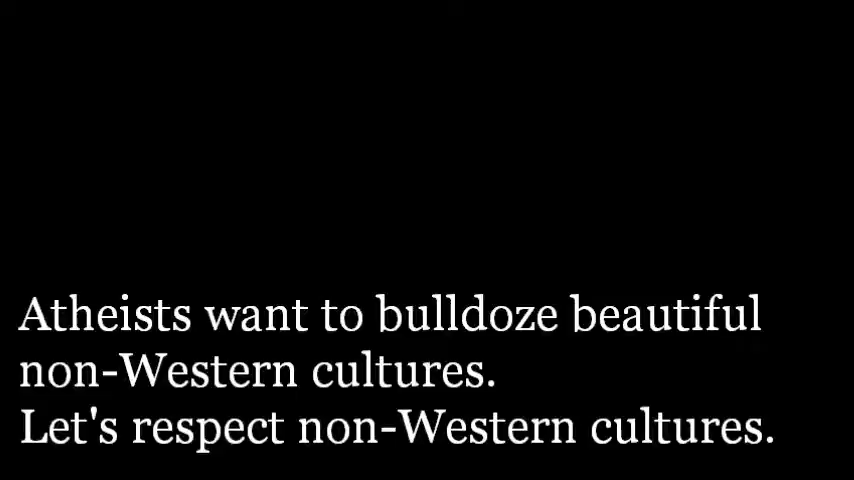 Atheists want to bulldoze beautiful
non-Western cultures.
Let's respect non-Western cultures.